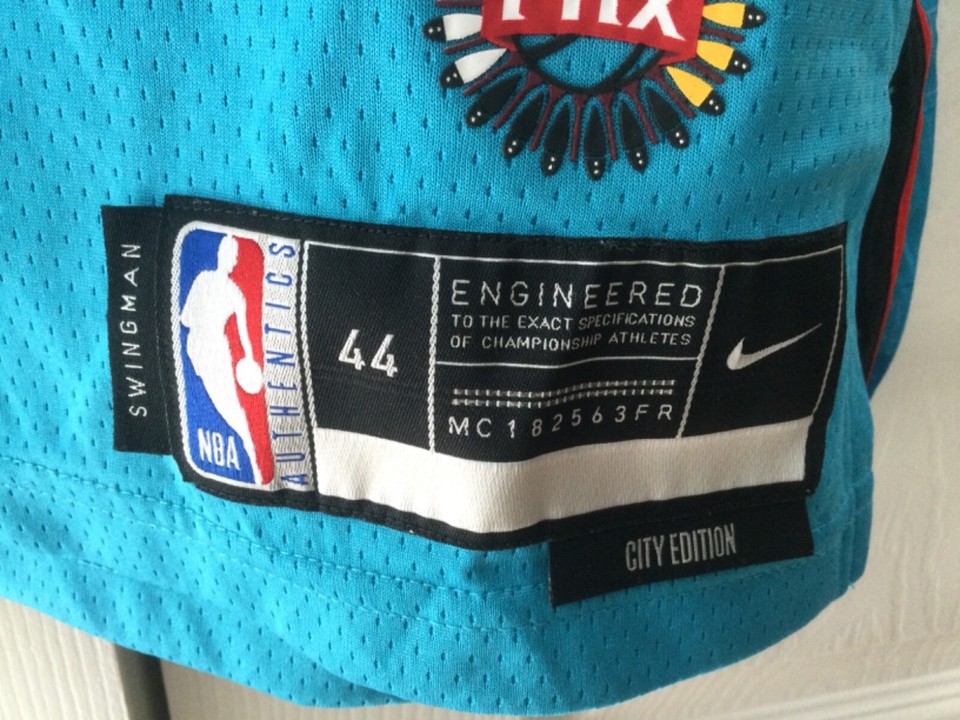 PHX
SWINGMAN
NBA
AUTHENTICS
44
ENGINEERED
TO THE EXACT SPECIFICATIONS
OF CHAMPIONSHIP ATHLETES
MC182563FR
CITY EDITION